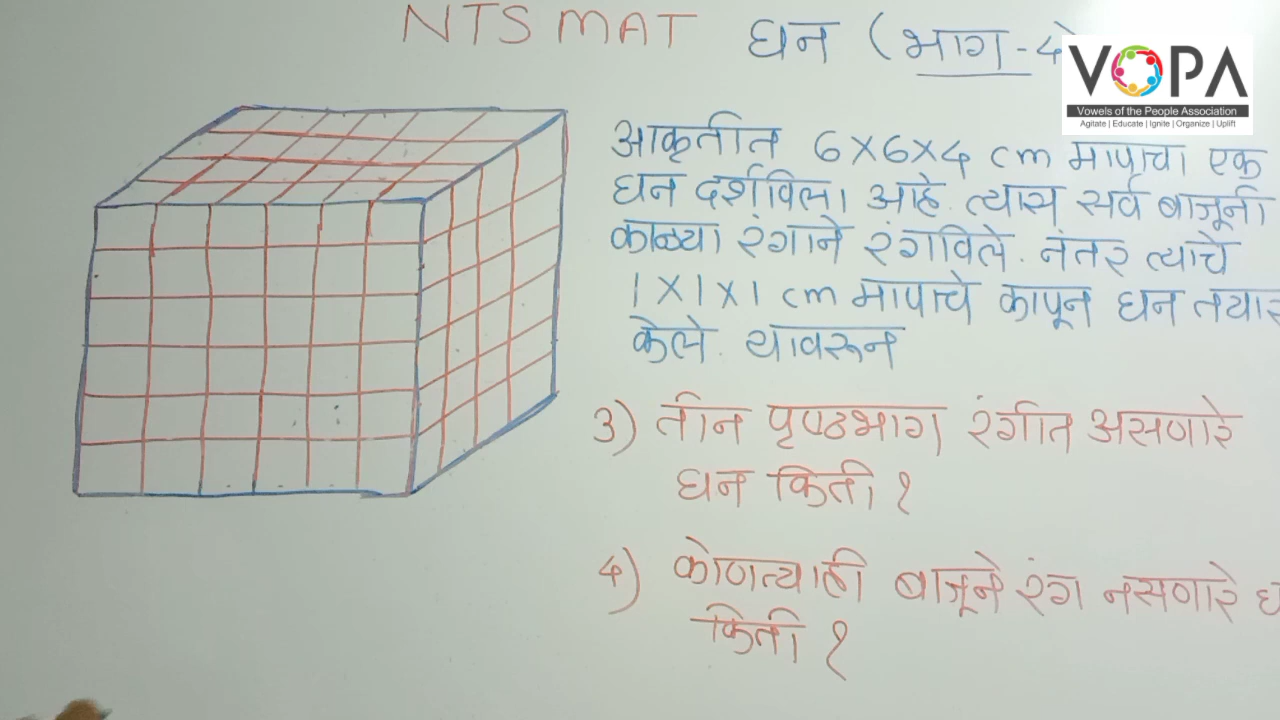 NTS MAT घन (भाग-4)
VOPA
Vowels of the People Association
Agitate | Educate | Ignite | Organize | Uplift
आकृतीत 6×6×4 cm मापाचा एक
घन दर्शविला आहे. त्यास सर्व बाजूनी
काळ्या रंगाने रंगविले. नंतर त्याचे
1×1×1 cm मापाचे कापून घन तयार
केले. यावरून
3) तीन पृष्ठभाग रंगीत असणारे
घन किती ?
4) कोणत्याही बाजूने रंग नसणारे
किती ?